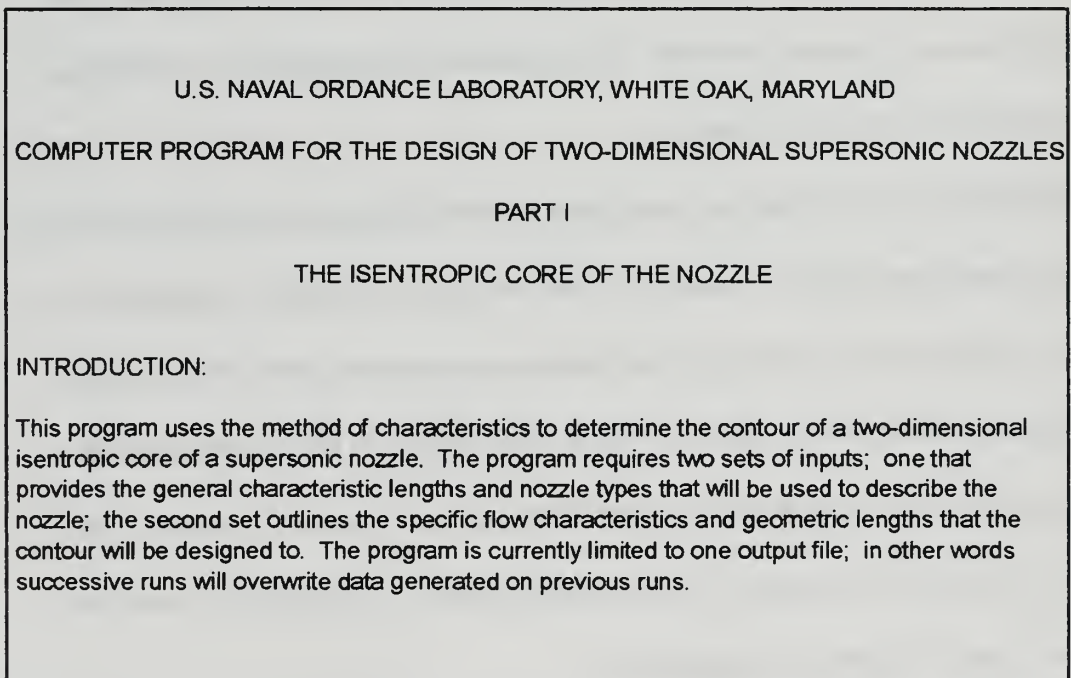 U.S. NAVAL ORDANCE LABORATORY, WHITE OAK, MARYLAND
COMPUTER PROGRAM FOR THE DESIGN OF TWO-DIMENSIONAL SUPERSONIC NOZZLES
PART I
THE ISENTROPIC CORE OF THE NOZZLE
INTRODUCTION:
This program uses the method of characteristics to determine the contour of a two-dimensional
isentropic core of a supersonic nozzle. The program requires two sets of inputs; one that
provides the general characteristic lengths and nozzle types that will be used to describe the
nozzle; the second set outlines the specific flow characteristics and geometric lengths that the
contour will be designed to. The program is currently limited to one output file; in other words
successive runs will overwrite data generated on previous runs.